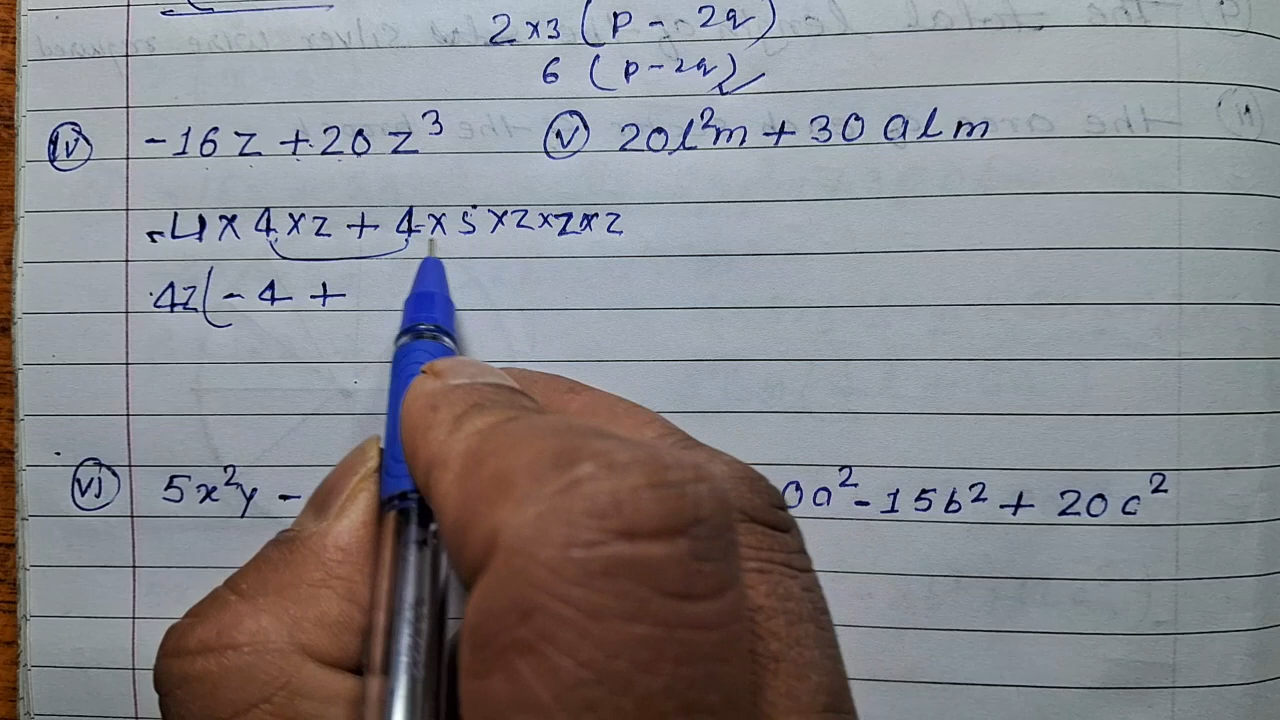 2×3 (p - 2q)
6 (p-2q)
(iv) -16z + 20z³ (v) 20l²m + 30alm
-4 × 4 × z + 4 × 5 × z × z × z
4z(-4 +
(vi) 5x²y - 0a² - 15b² + 20c²